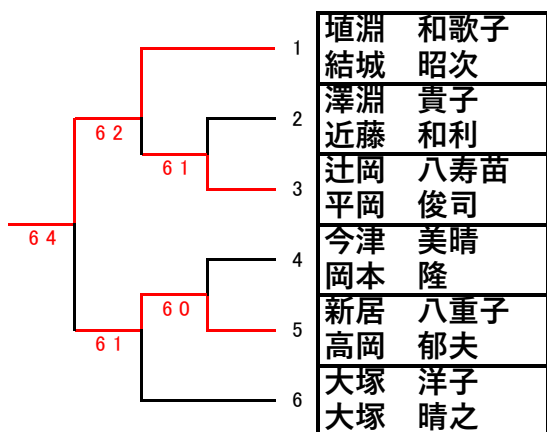 1
埴淵　和歌子
結城　昭次
6 2
2
澤淵　貴子
近藤　和利
6 1
3
辻岡　八寿苗
平岡　俊司
6 4
4
今津　美晴
岡本　隆
6 0
5
新居　八重子
高岡　郁夫
6 1
6
大塚　洋子
大塚　晴之